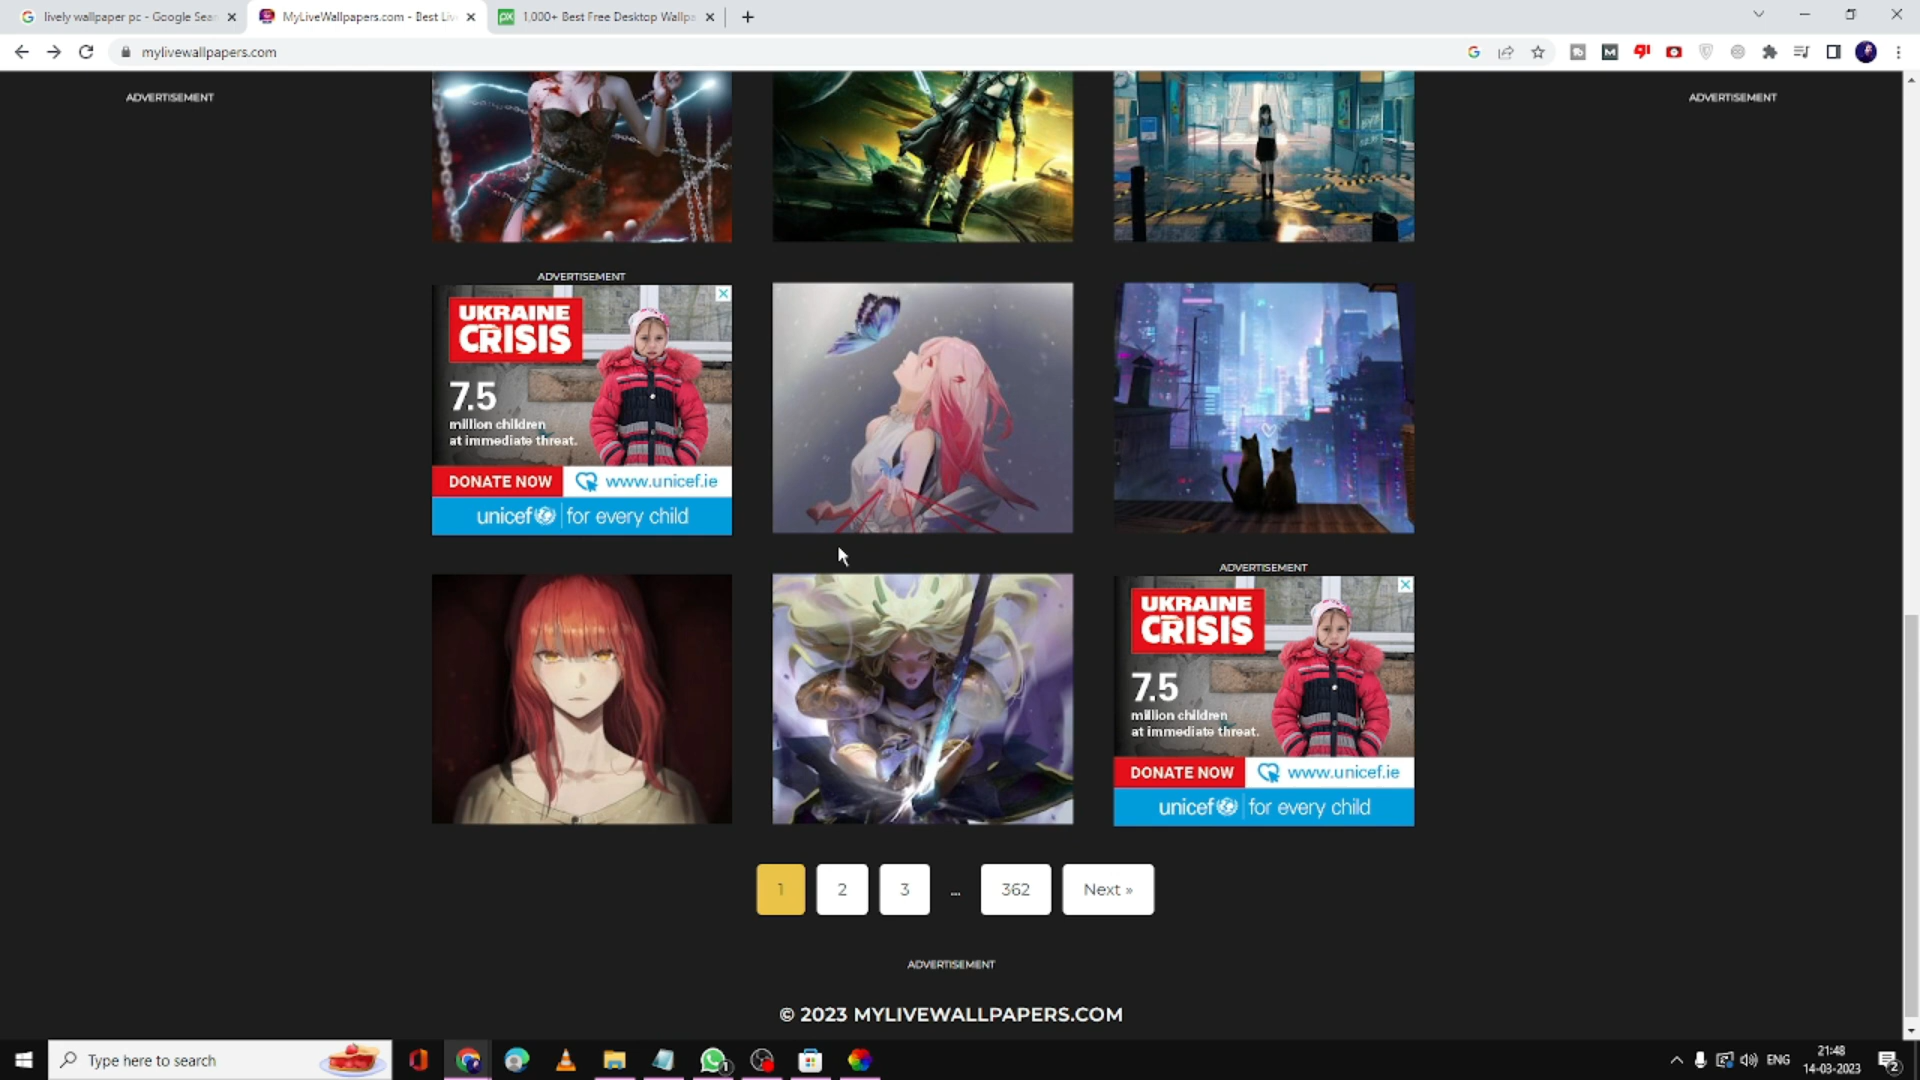 lively wallpaper pc - Google Sear
MyLiveWallpapers.com - Best Liv
1,000+ Best Free Desktop Wallpa
mylivewallpapers.com
ADVERTISEMENT
ADVERTISEMENT
ADVERTISEMENT
UKRAINE
CRISIS
7.5
million children
at immediate threat.
DONATE NOW
www.unicef.ie
unicef for every child
ADVERTISEMENT
UKRAINE
CRISIS
7.5
million children
at immediate threat.
DONATE NOW
www.unicef.ie
unicef for every child
1 2 3 ... 362 Next »
ADVERTISEMENT
© 2023 MYLIVEWALLPAPERS.COM
Type here to search
ENG
21:48
14-03-2023
2